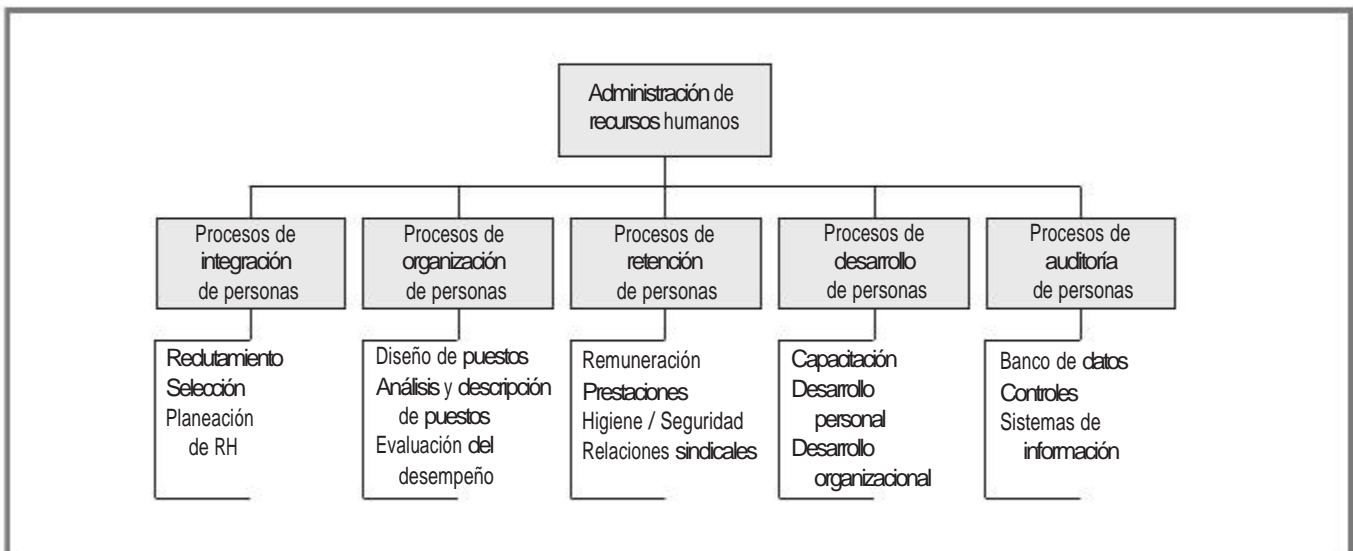 Administración de
recursos humanos
Procesos de
integración
de personas
Procesos de
organización
de personas
Procesos de
retención
de personas
Procesos de
desarrollo
de personas
Procesos de
auditoría
de personas
Reclutamiento
Selección
Planeación
de RH
Diseño de puestos
Análisis y descripción
de puestos
Evaluación del
desempeño
Remuneración
Prestaciones
Higiene / Seguridad
Relaciones sindicales
Capacitación
Desarrollo
personal
Desarrollo
organizacional
Banco de datos
Controles
Sistemas de
información